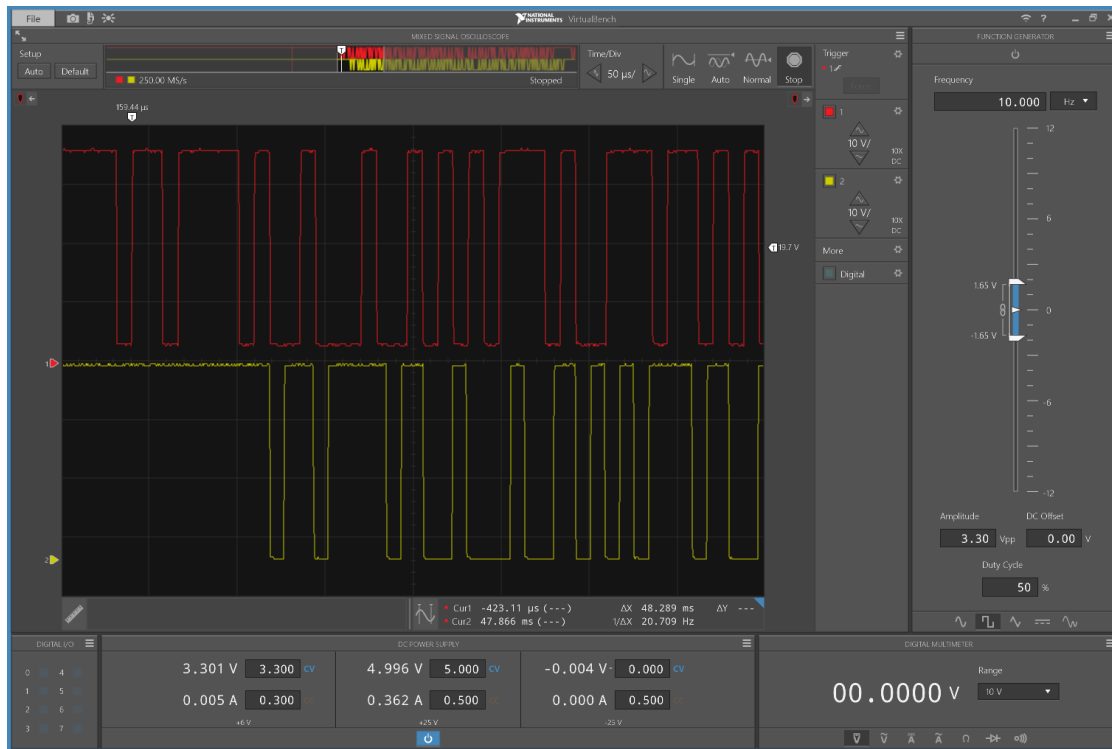 File
NATIONAL INSTRUMENTS VirtualBench
?
MIXED SIGNAL OSCILLOSCOPE
FUNCTION GENERATOR
Setup
Auto Default
T
250.00 MS/s
Stopped
Time/Div
50 µs/
Single Auto Normal Stop
Trigger
1
159.44 µs
T
1
10 V/
10X
DC
2
10 V/
10X
DC
More
Digital
T 19.7 V
1
2
Cur1 -423.11 µs (---) ΔX 48.289 ms ΔY ---
Cur2 47.866 ms (---) 1/ΔX 20.709 Hz
Frequency
10.000 Hz
12
6
1.65 V
0
-1.65 V
-6
-12
Amplitude DC Offset
3.30 Vpp 0.00 V
Duty Cycle
50 %
DIGITAL I/O
0 4
1 5
2 6
3 7
DC POWER SUPPLY
3.301 V 3.300 CV 4.996 V 5.000 CV -0.004 V- 0.000 CV
0.005 A 0.300 CC 0.362 A 0.500 CC 0.000 A 0.500 CC
+6 V +25 V -25 V
DIGITAL MULTIMETER
Range
00.0000 V 10 V
V V A A Ω